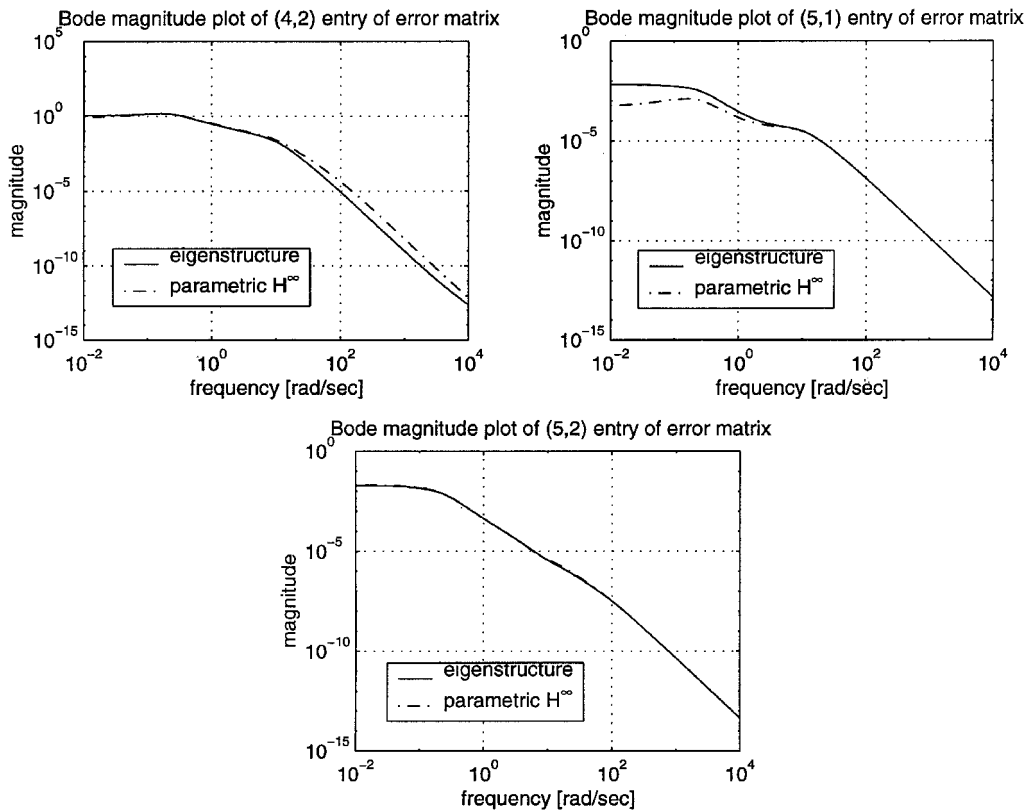 Bode magnitude plot of (4,2) entry of error matrix
10^5
10^0
10^-5
10^-10
10^-15
magnitude
eigenstructure
parametric H^∞
10^-2
10^0
10^2
10^4
frequency [rad/sec]
Bode magnitude plot of (5,1) entry of error matrix
10^0
10^-5
10^-10
10^-15
magnitude
eigenstructure
parametric H^∞
10^-2
10^0
10^2
10^4
frequency [rad/sec]
Bode magnitude plot of (5,2) entry of error matrix
10^0
10^-5
10^-10
10^-15
magnitude
eigenstructure
parametric H^∞
10^-2
10^0
10^2
10^4
frequency [rad/sec]